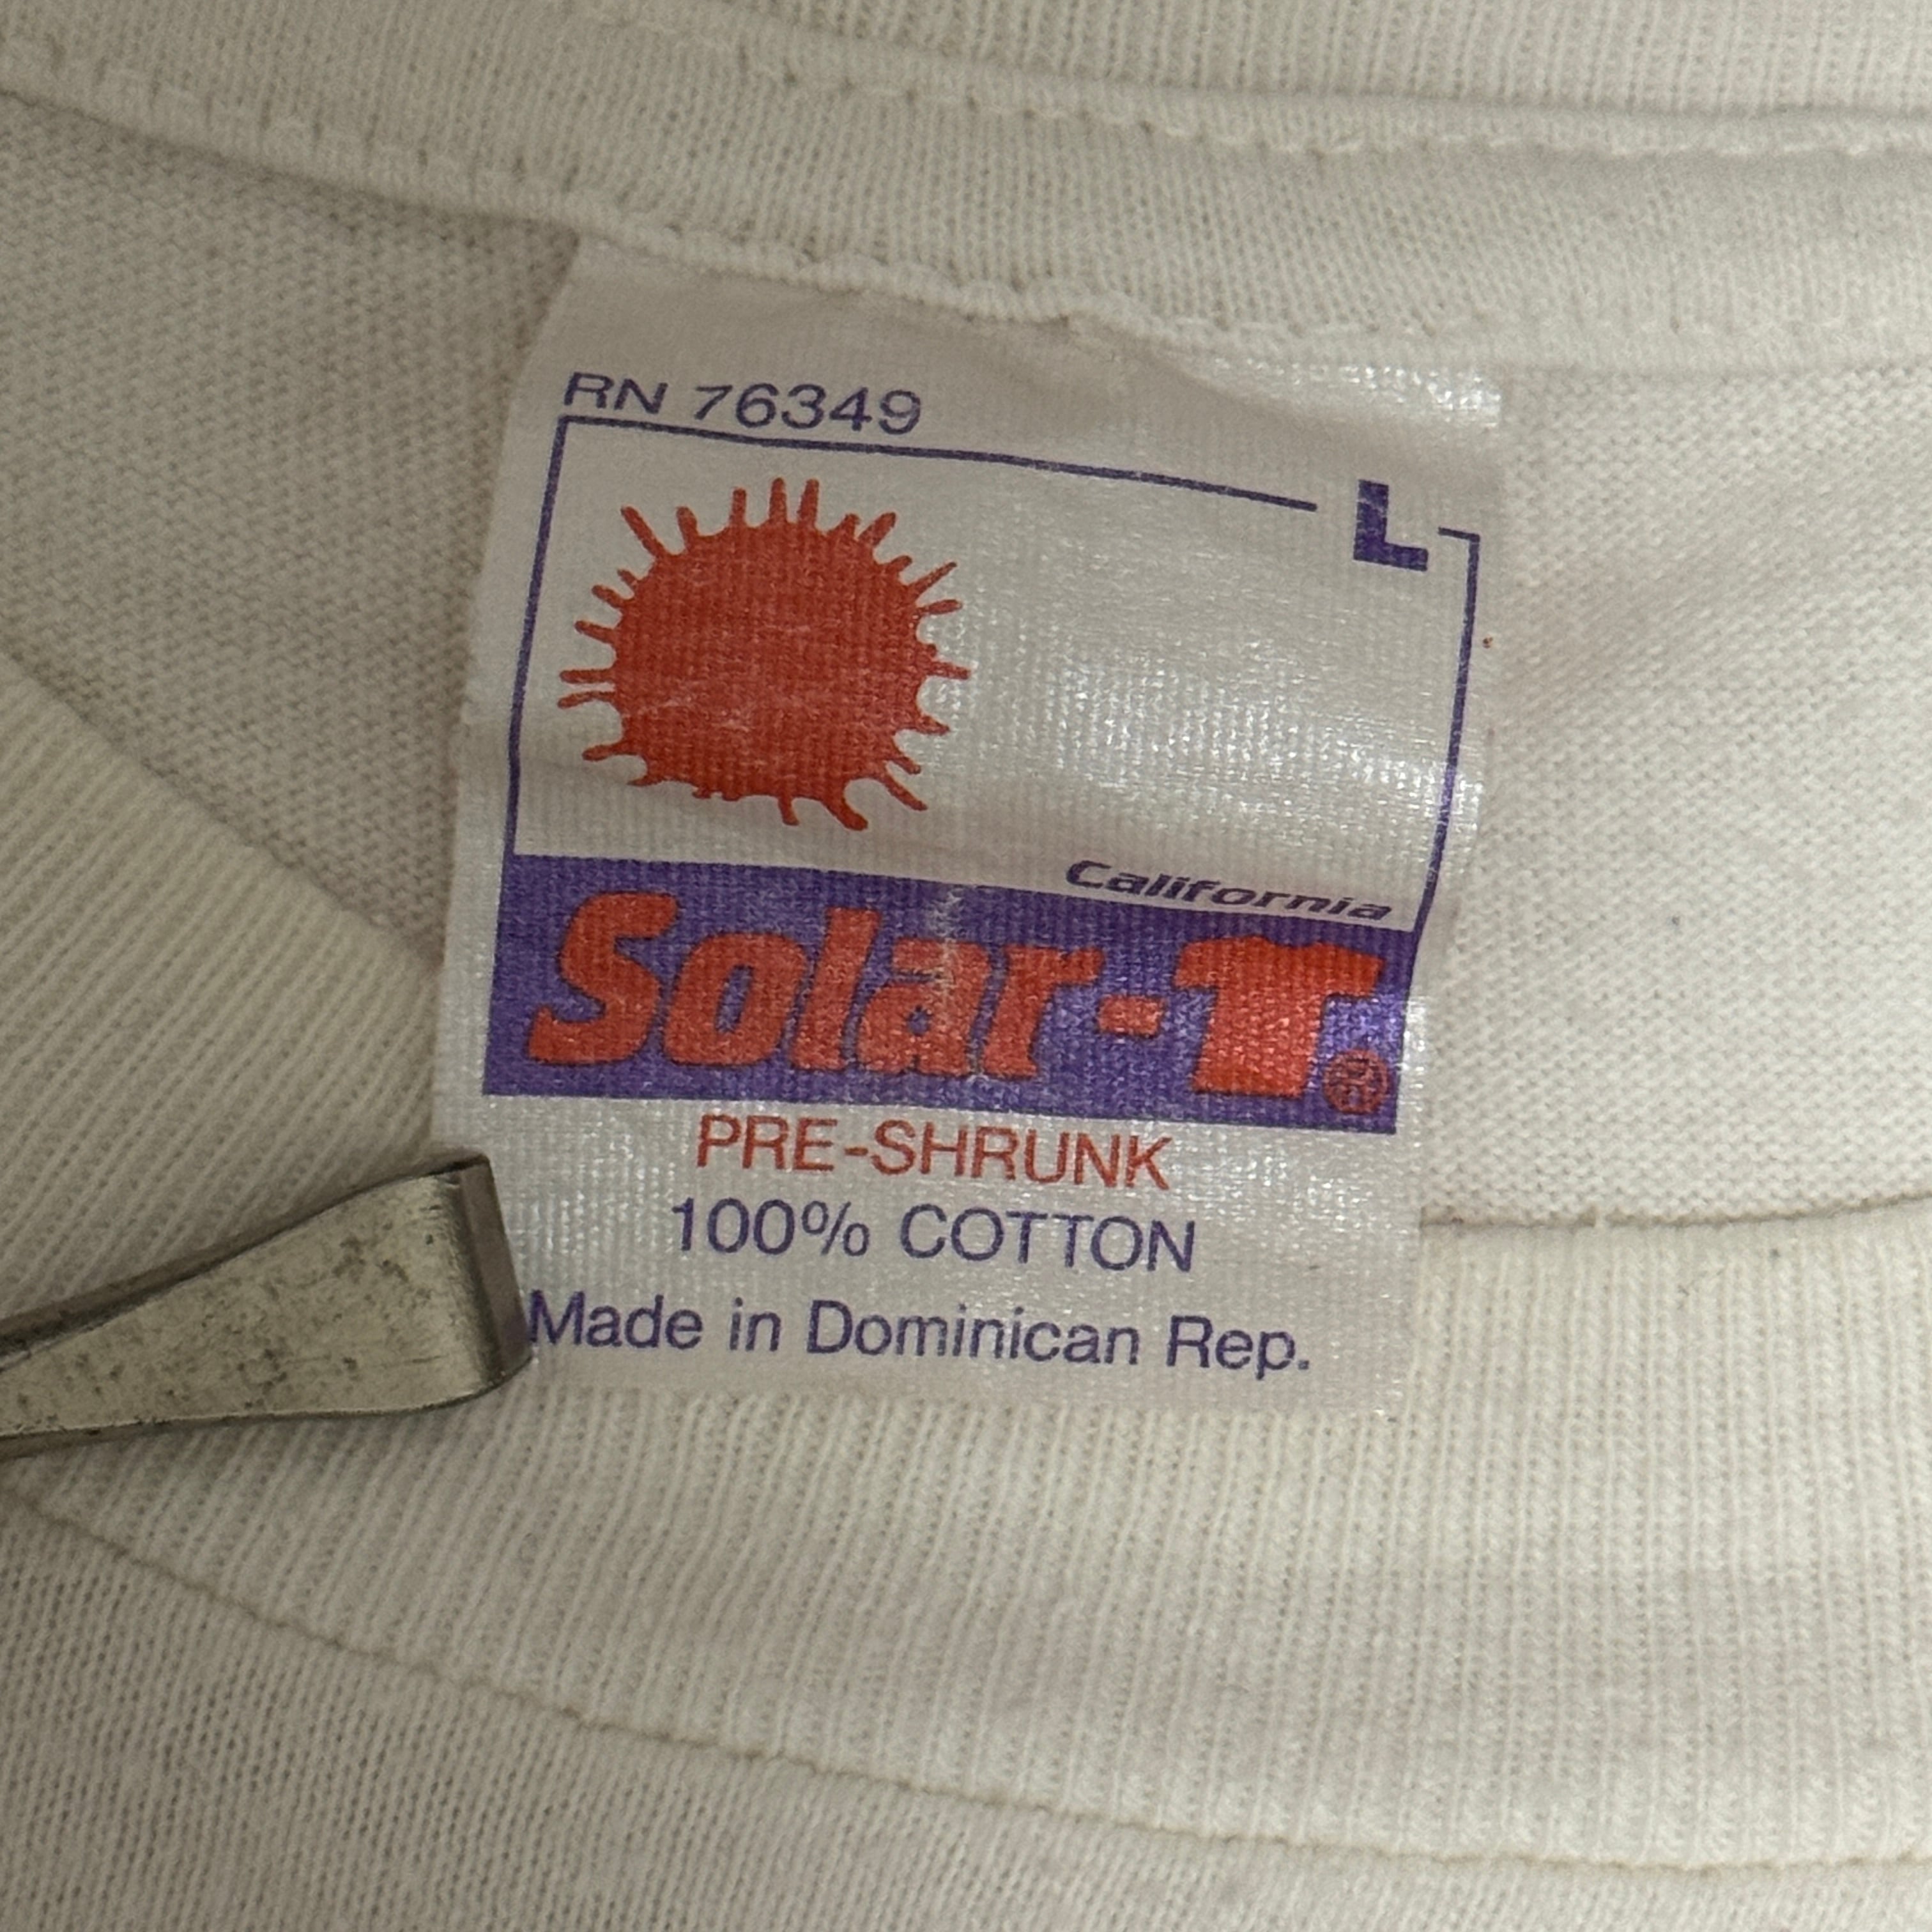 RN 76349
L
California
Solar-T®
PRE-SHRUNK
100% COTTON
Made in Dominican Rep.